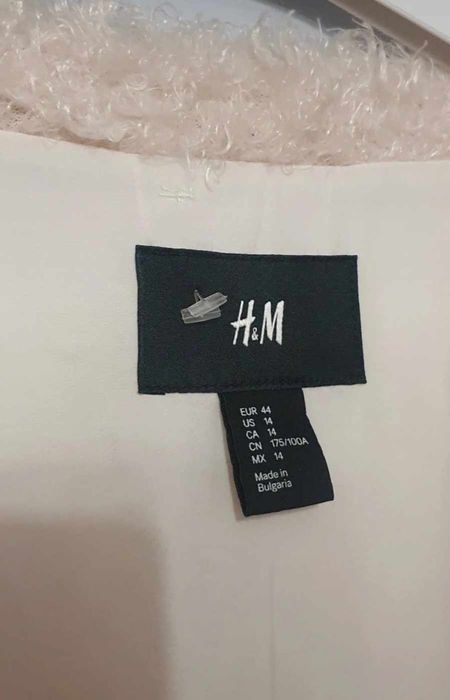 H&M
EUR 44
US 14
CA 14
CN 175/100A
MX 14
Made in
Bulgaria